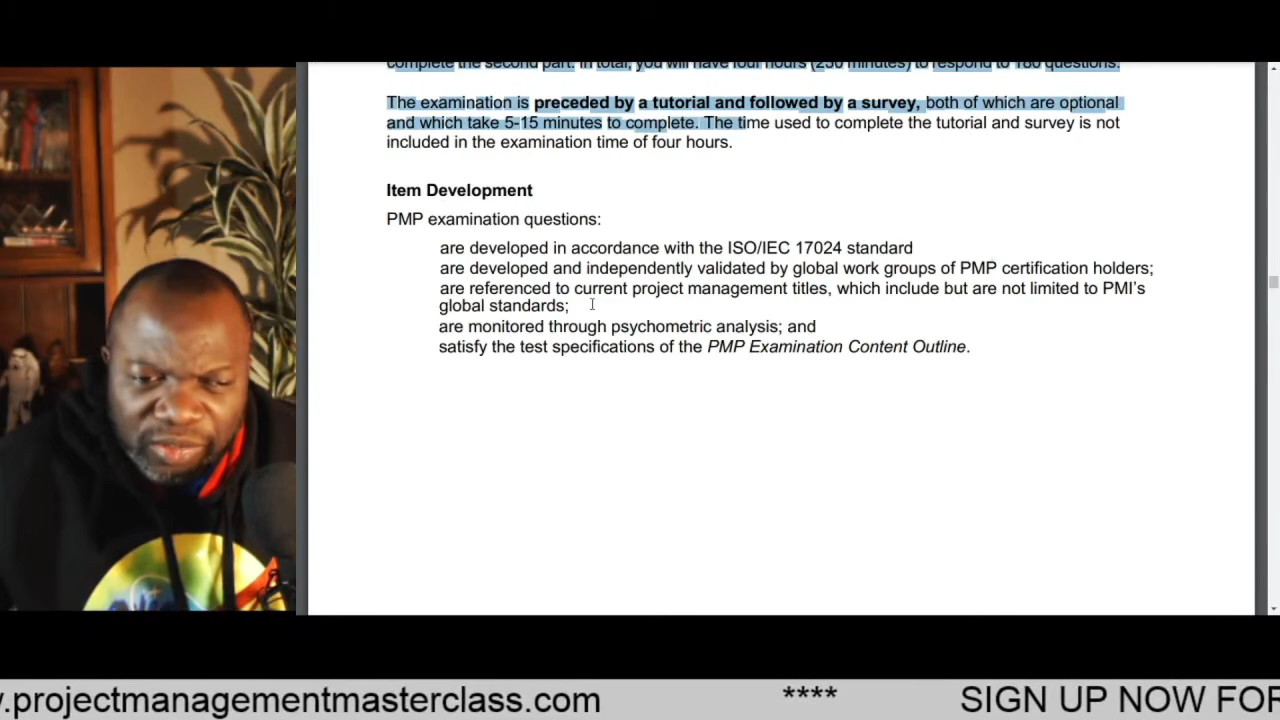 complete the second part. In total, you will have four hours (230 minutes) to respond to 180 questions.
The examination is preceded by a tutorial and followed by a survey, both of which are optional
and which take 5-15 minutes to complete. The time used to complete the tutorial and survey is not
included in the examination time of four hours.
Item Development
PMP examination questions:
are developed in accordance with the ISO/IEC 17024 standard
are developed and independently validated by global work groups of PMP certification holders;
are referenced to current project management titles, which include but are not limited to PMI's
global standards;
are monitored through psychometric analysis; and
satisfy the test specifications of the PMP Examination Content Outline.
.projectmanagementmasterclass.com **** SIGN UP NOW FOR